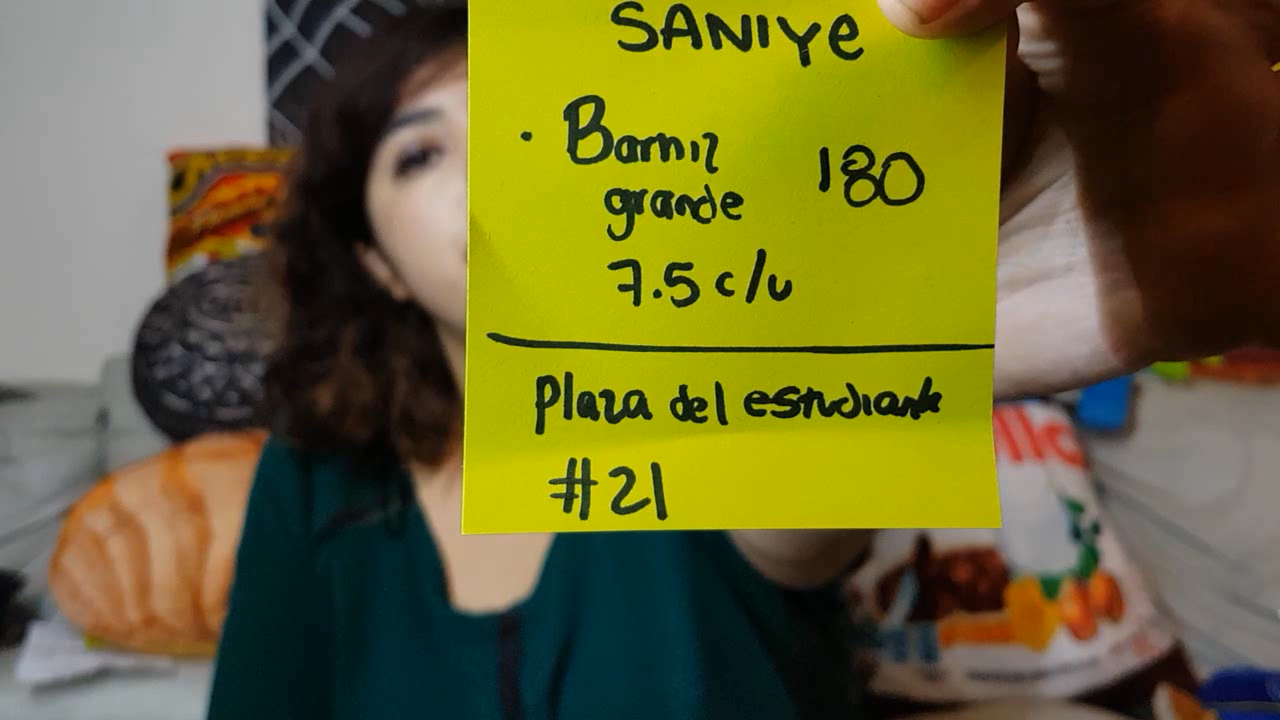 SANIYe
· Barniz 180
grande
7.5 c/u
Plaza del estudiante
#21